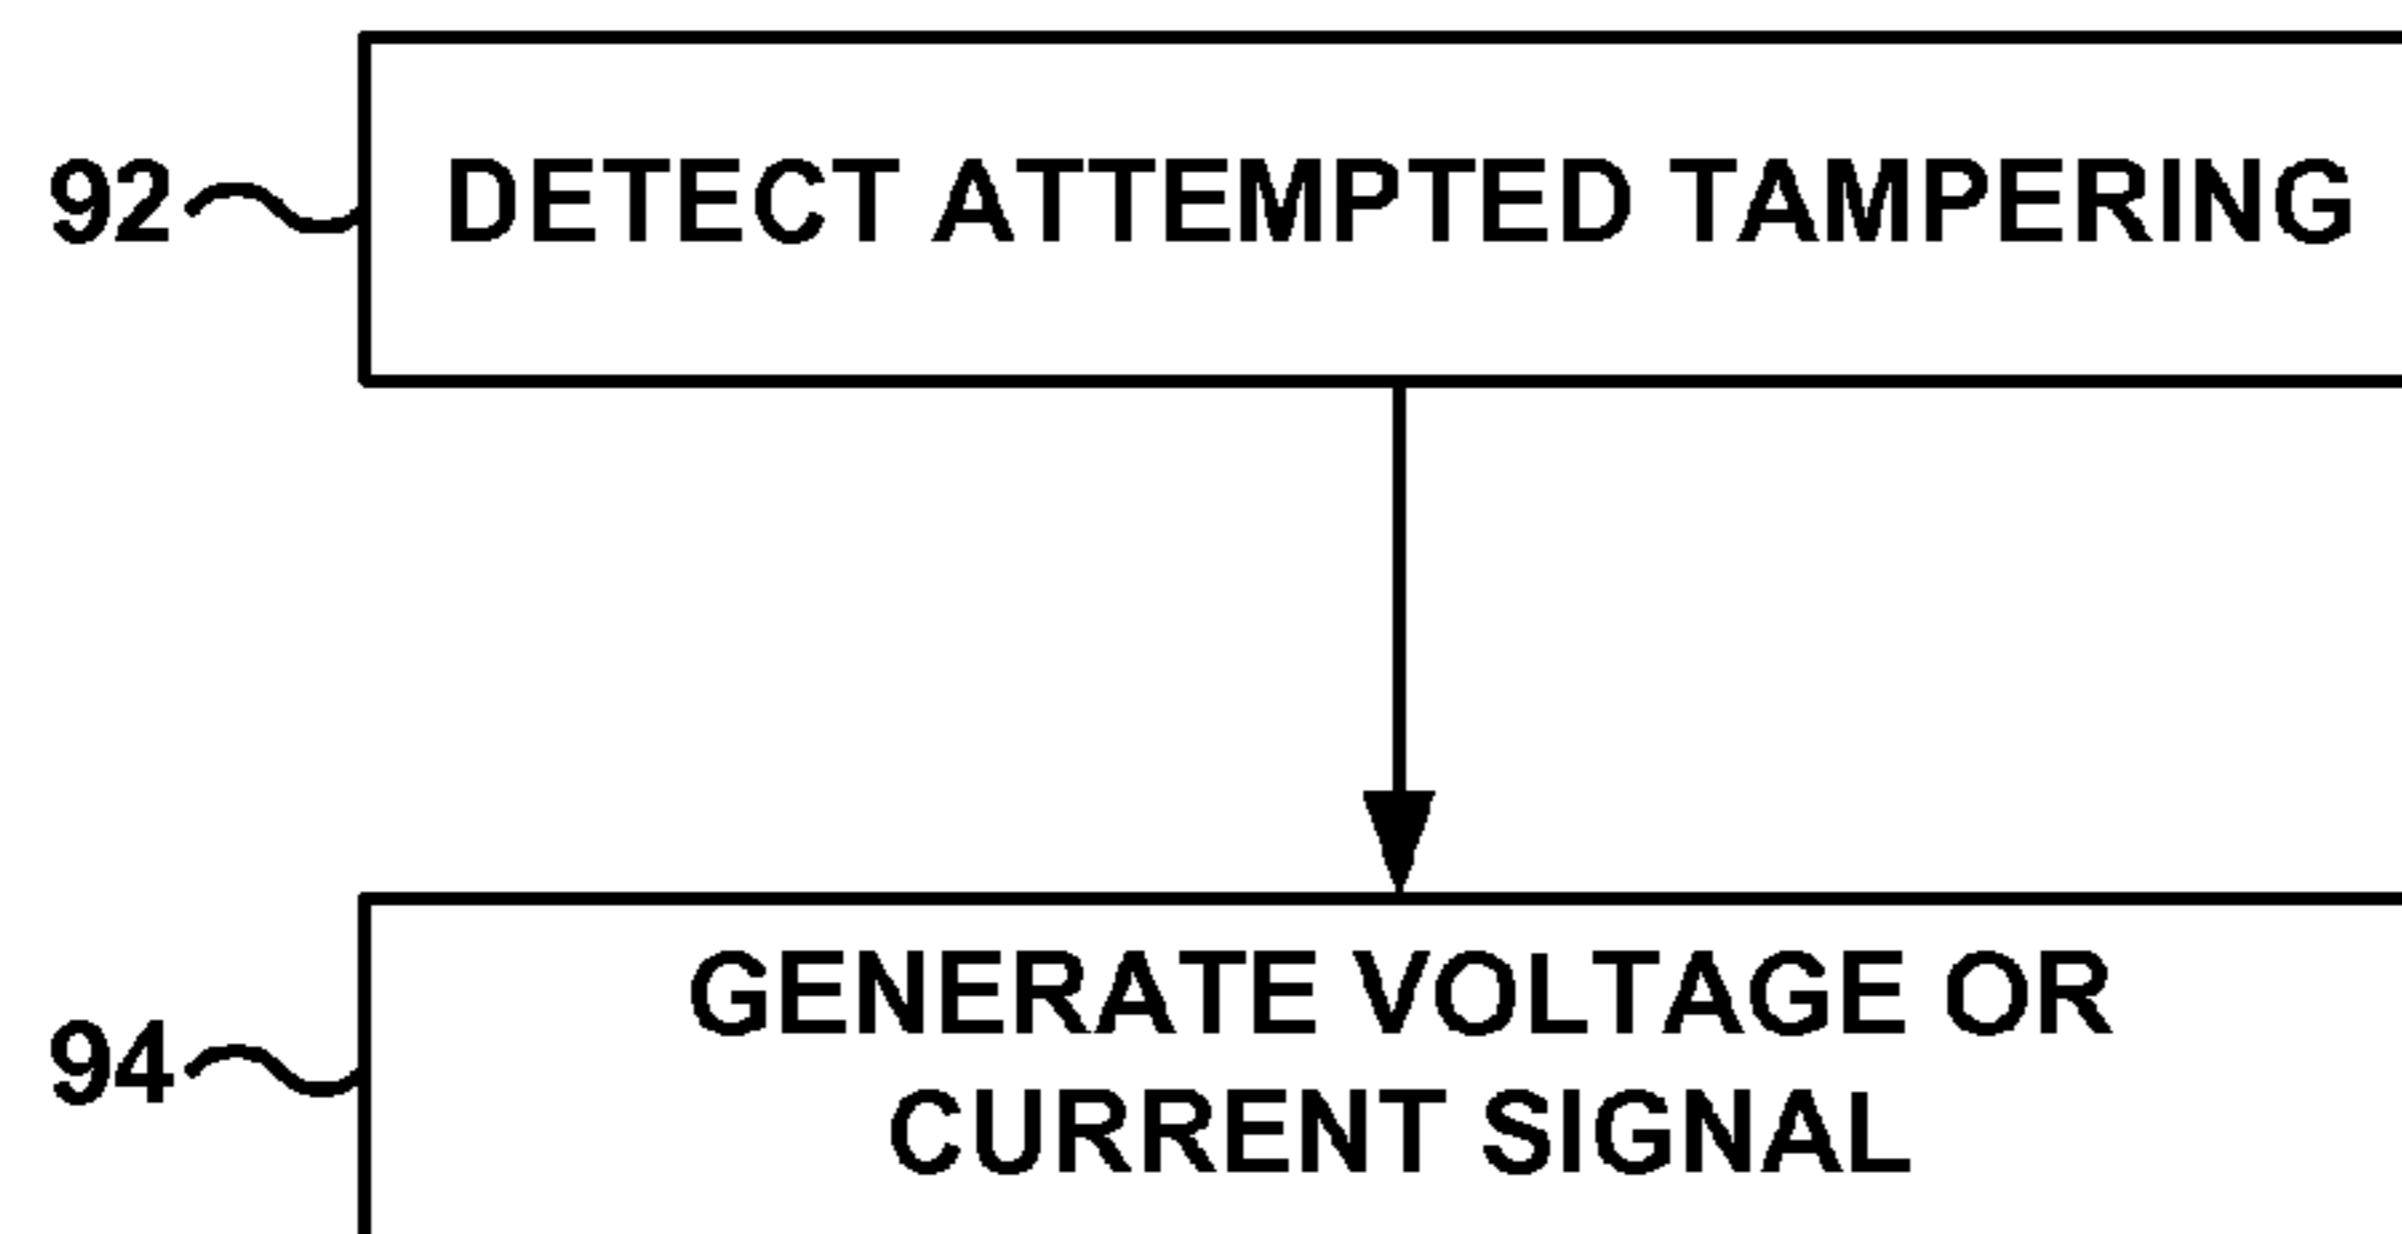 92 DETECT ATTEMPTED TAMPERING
GENERATE VOLTAGE OR
94
CURRENT SIGNAL